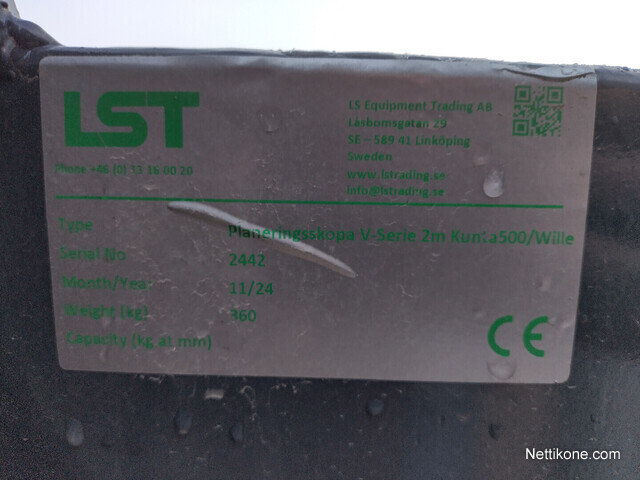 LST
Phone +46 (0) 13 16 00 20
LS Equipment Trading AB
Låsbomsgatan 29
SE – 589 41 Linköping
Sweden
www.lstrading.se
info@lstrading.se
Type Planeringsskopa V-Serie 2m Kunta500/Wille
Serial No 2442
Month/Year 11/24
Weight (kg) 360
Capacity (kg at mm)
CE
Nettikone.com